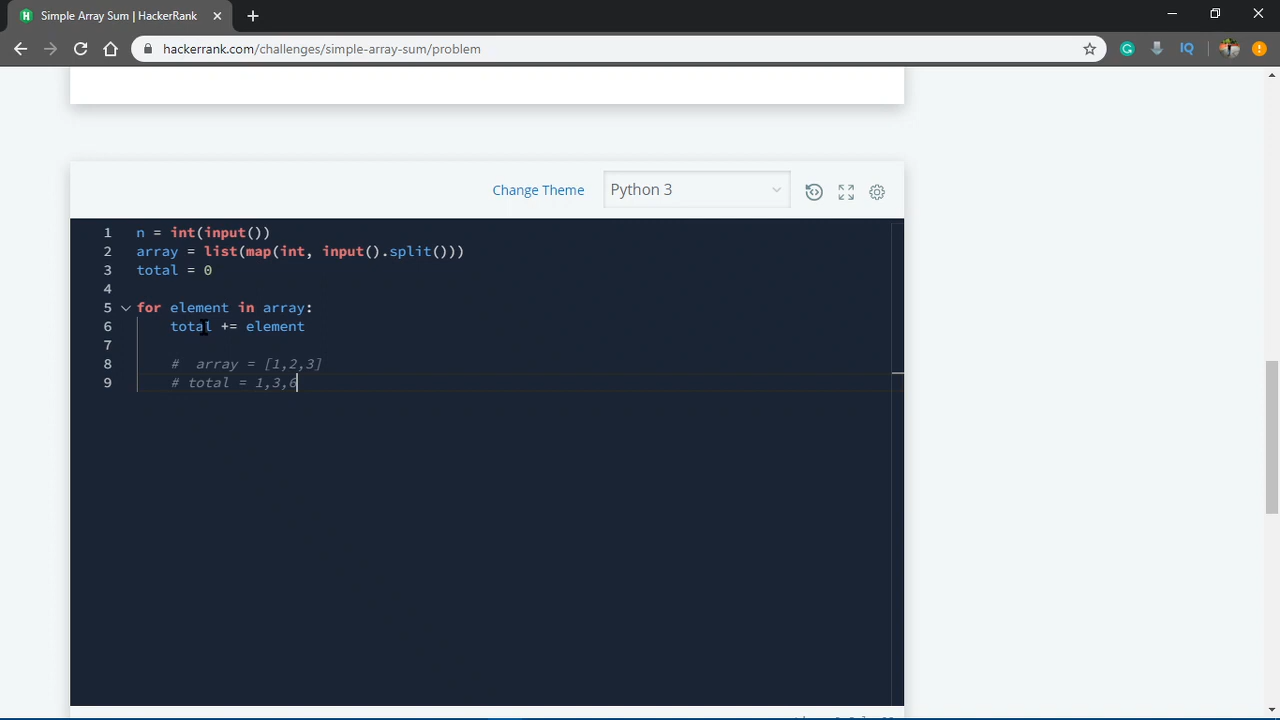 Simple Array Sum | HackerRank
hackerrank.com/challenges/simple-array-sum/problem
IQ
Change Theme
Python 3
1 n = int(input())
2 array = list(map(int, input().split()))
3 total = 0
4
5 for element in array:
6 total += element
7
8 #  array = [1,2,3]
9 # total = 1,3,6